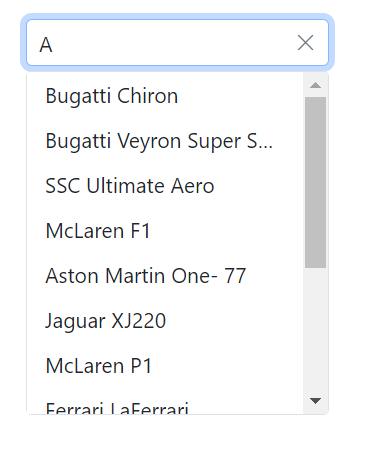 A
Bugatti Chiron
Bugatti Veyron Super S...
SSC Ultimate Aero
McLaren F1
Aston Martin One- 77
Jaguar XJ220
McLaren P1
Ferrari LaFerrari